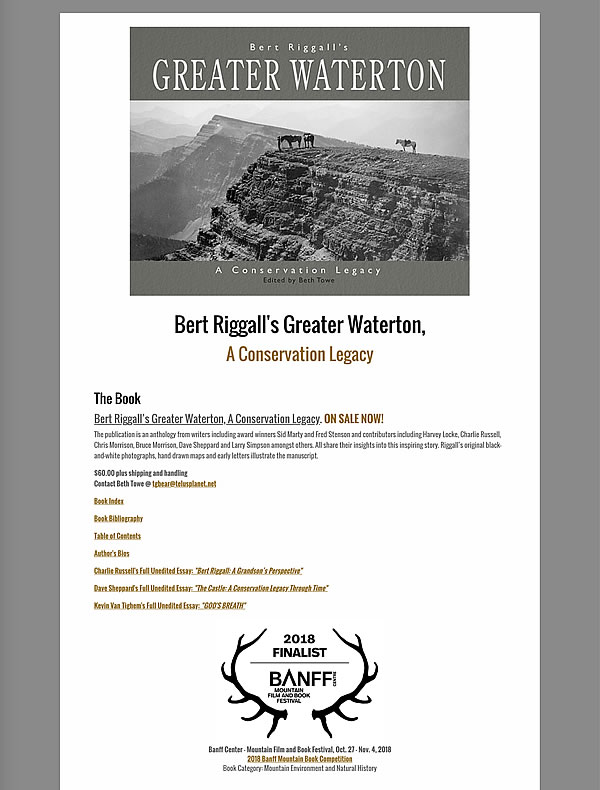 Bert Riggall's
GREATER WATERTON
A Conservation Legacy
Edited by Beth Towe
Bert Riggall's Greater Waterton,
A Conservation Legacy
The Book
Bert Riggall's Greater Waterton, A Conservation Legacy. ON SALE NOW!
The publication is an anthology from writers including award winners Sid Marty and Fred Stenson and contributors including Harvey Locke, Charlie Russell,
Chris Morrison, Bruce Morrison, Dave Sheppard and Larry Simpson amongst others. All share their insights into this inspiring story. Riggall's original black-
and-white photographs, hand drawn maps and early letters illustrate the manuscript.
$60.00 plus shipping and handling
Contact Beth Towe @ tgbear@telusplanet.net
Book Index
Book Bibliography
Table of Contents
Author's Bios
Charlie Russell's Full Unedited Essay: "Bert Riggall: A Grandson's Perspective"
Dave Sheppard's Full Unedited Essay: "The Castle: A Conservation Legacy Through Time"
Kevin Van Tighem's Full Unedited Essay: "GOD'S BREATH"
2018
FINALIST
BANFF CENTRE
MOUNTAIN
FILM AND BOOK
FESTIVAL
Banff Center - Mountain Film and Book Festival, Oct. 27 - Nov. 4, 2018
2018 Banff Mountain Book Competition
Book Category: Mountain Environment and Natural History